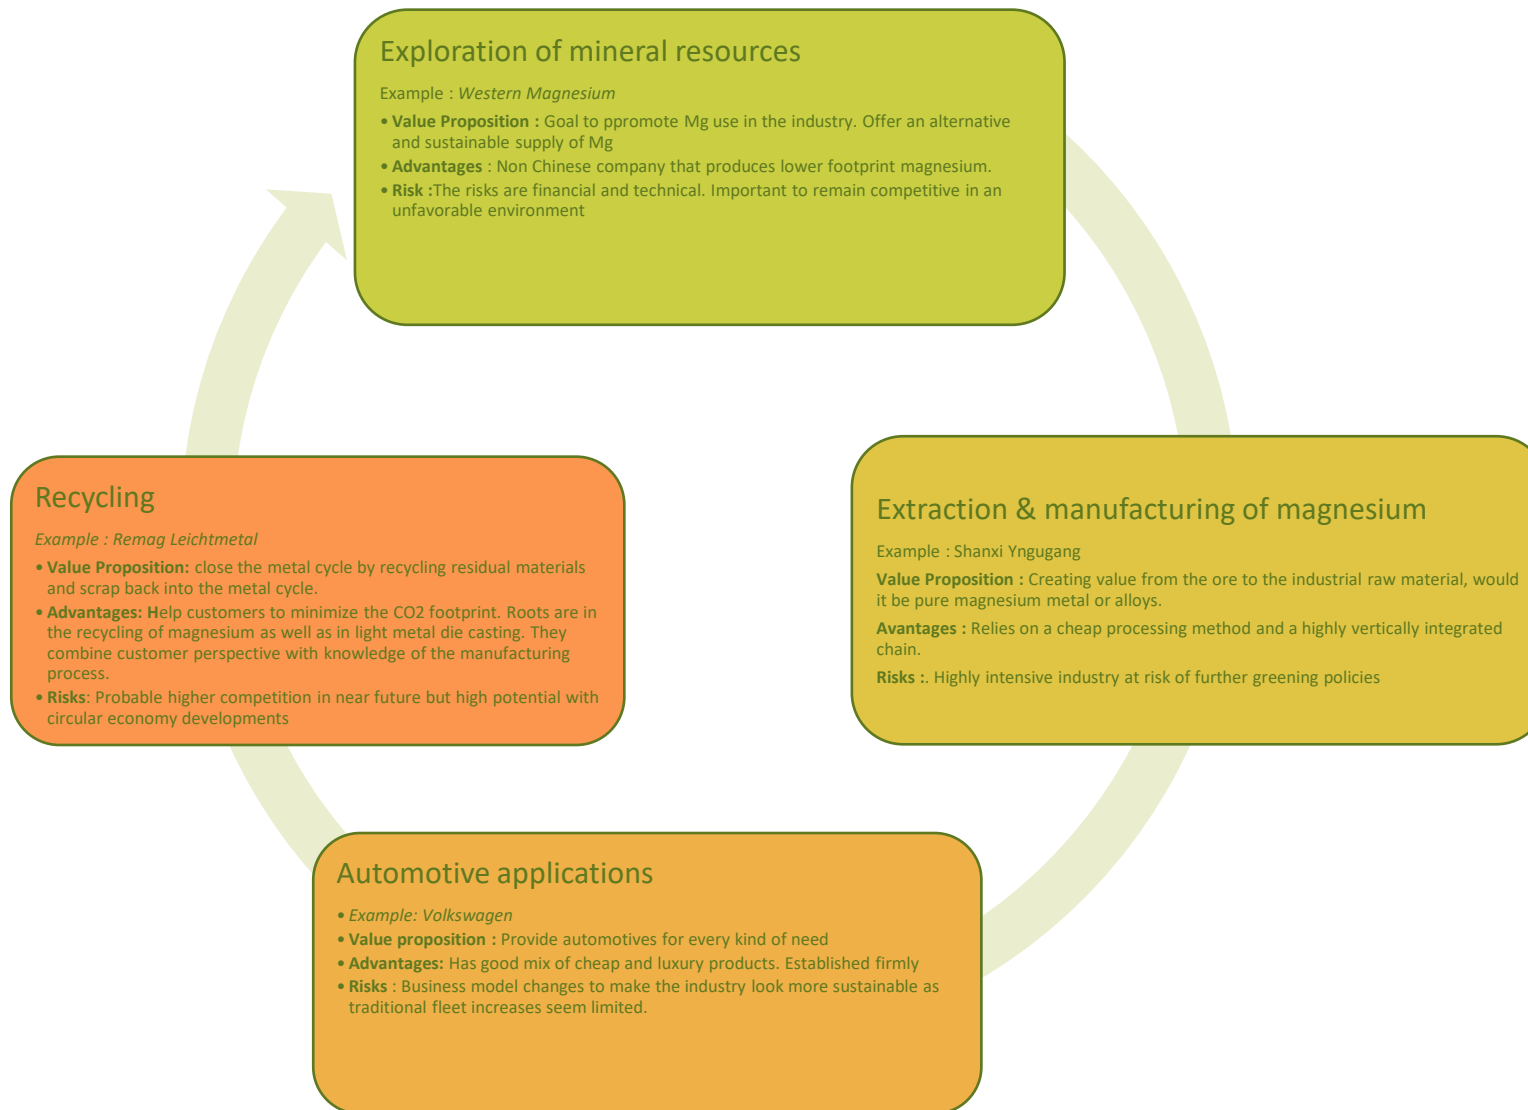 Exploration of mineral resources
Example : Western Magnesium
• Value Proposition : Goal to ppromote Mg use in the industry. Offer an alternative
and sustainable supply of Mg
• Advantages : Non Chinese company that produces lower footprint magnesium.
• Risk :The risks are financial and technical. Important to remain competitive in an
unfavorable environment
Extraction & manufacturing of magnesium
Example : Shanxi Yngugang
Value Proposition : Creating value from the ore to the industrial raw material, would
it be pure magnesium metal or alloys.
Avantages : Relies on a cheap processing method and a highly vertically integrated
chain.
Risks :. Highly intensive industry at risk of further greening policies
Automotive applications
• Example: Volkswagen
• Value proposition : Provide automotives for every kind of need
• Advantages: Has good mix of cheap and luxury products. Established firmly
• Risks : Business model changes to make the industry look more sustainable as
traditional fleet increases seem limited.
Recycling
Example : Remag Leichtmetal
• Value Proposition: close the metal cycle by recycling residual materials
and scrap back into the metal cycle.
• Advantages: Help customers to minimize the CO2 footprint. Roots are in
the recycling of magnesium as well as in light metal die casting. They
combine customer perspective with knowledge of the manufacturing
process.
• Risks: Probable higher competition in near future but high potential with
circular economy developments